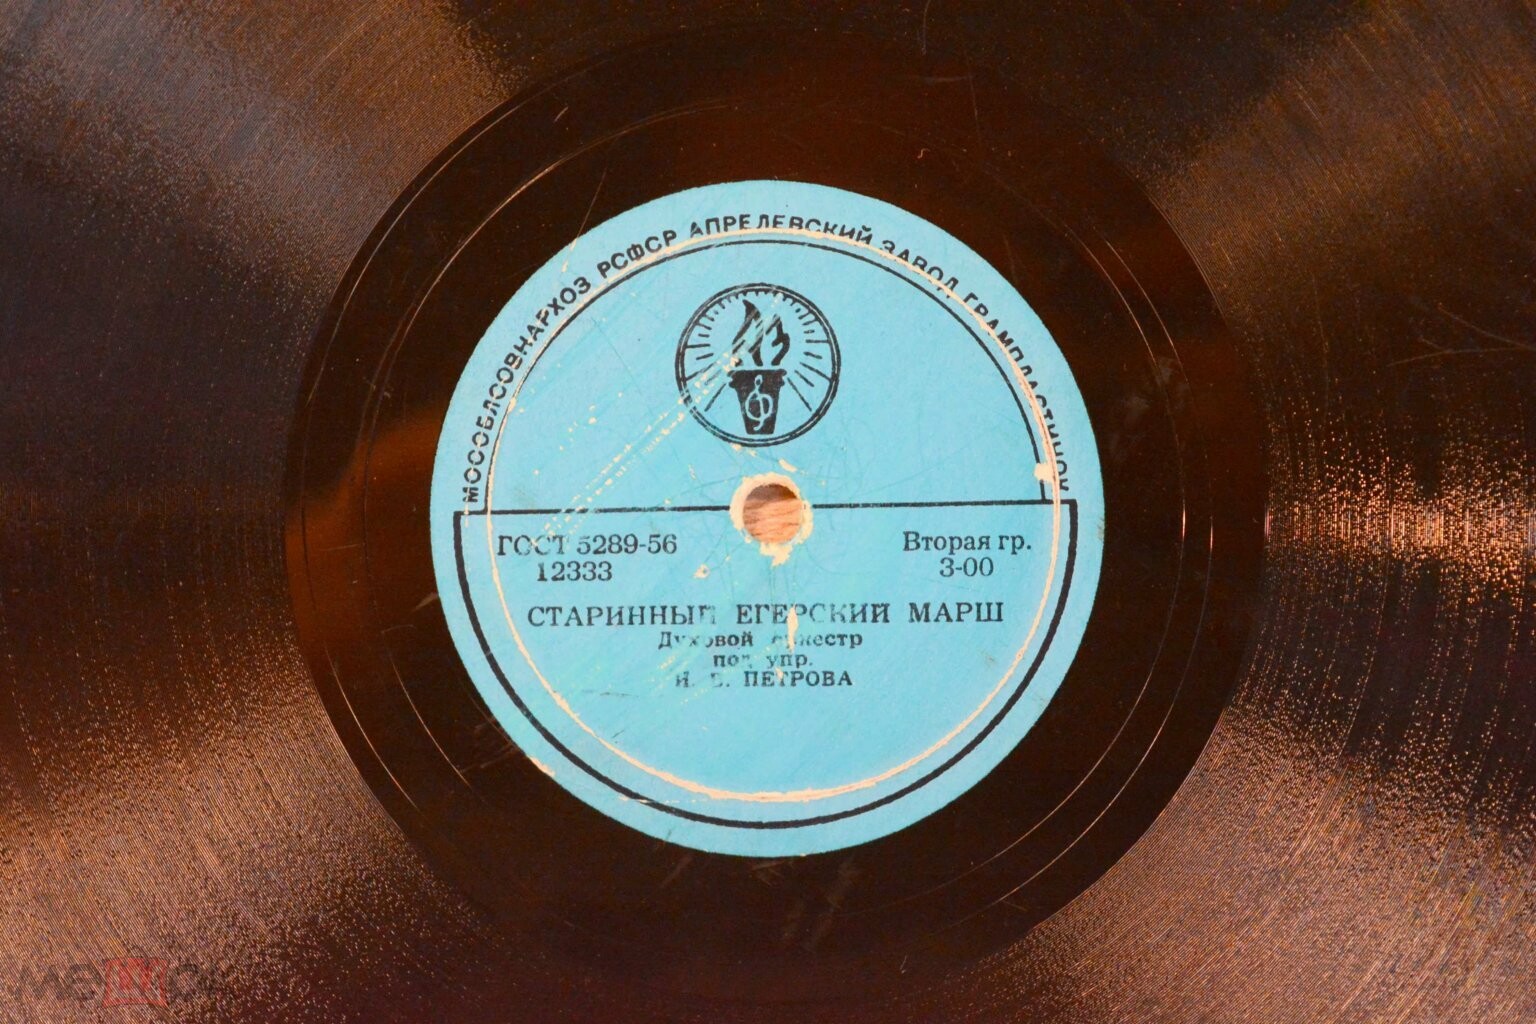 МОСОБЛСОВНАРХОЗ РСФСР АПРЕЛЕВСКИЙ ЗАВОД ГРАМПЛАСТИНОК
ГОСТ 5289-56
Вторая гр.
12333
3-00
СТАРИННЫЙ ЕГЕРСКИЙ МАРШ
Духовой оркестр
под упр.
И. ПЕТРОВА
мешок